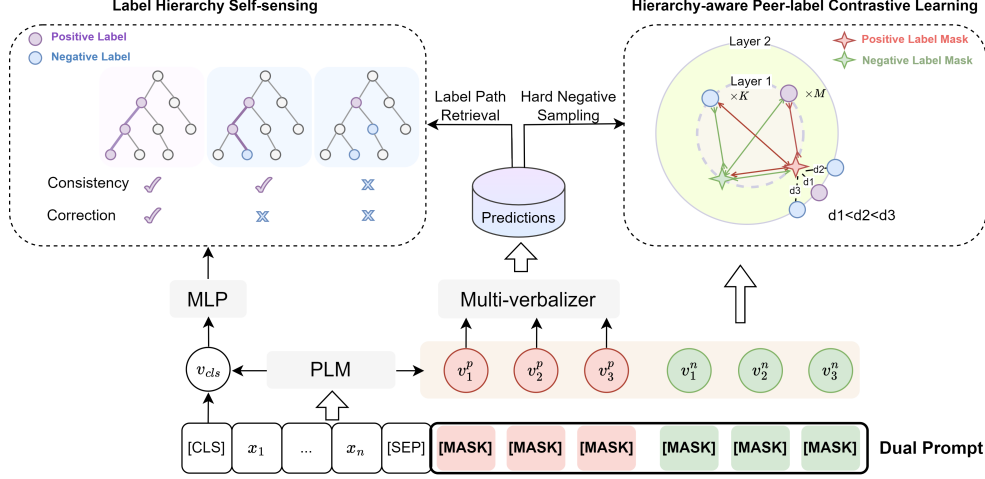 Label Hierarchy Self-sensing
Hierarchy-aware Peer-label Contrastive Learning
Positive Label
Negative Label
Consistency
Correction
Label Path
Retrieval
Hard Negative
Sampling
Predictions
Layer 2
Layer 1
×K
×M
d2
d1
d3
d1<d2<d3
Positive Label Mask
Negative Label Mask
MLP
Multi-verbalizer
v_cls
PLM
v_1^p
v_2^p
v_3^p
v_1^n
v_2^n
v_3^n
[CLS]
x_1
...
x_n
[SEP]
[MASK]
[MASK]
[MASK]
[MASK]
[MASK]
[MASK]
Dual Prompt